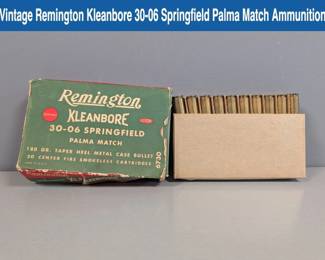 Vintage Remington Kleanbore 30-06 Springfield Palma Match Ammunition
Remington
KLEANBORE
30-06 SPRINGFIELD
PALMA MATCH
180 GR. TAPER HEEL METAL CASE BULLET
20 CENTER FIRE SMOKELESS CARTRIDGES
6730